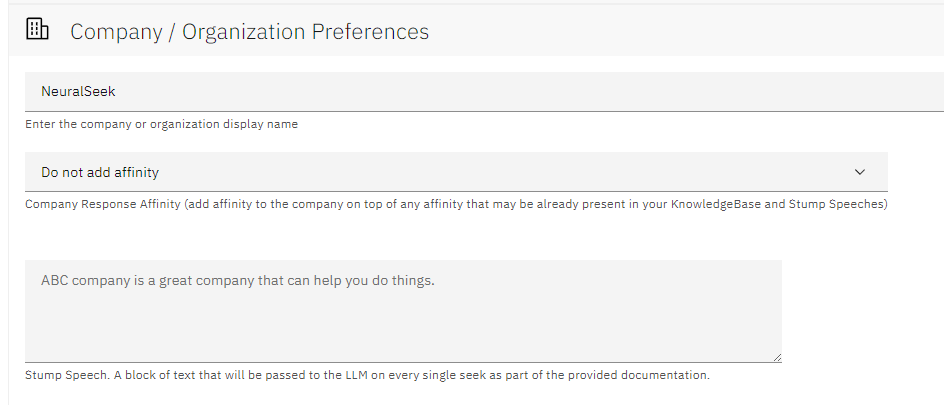 Company / Organization Preferences
NeuralSeek
Enter the company or organization display name
Do not add affinity
Company Response Affinity (add affinity to the company on top of any affinity that may be already present in your KnowledgeBase and Stump Speeches)
ABC company is a great company that can help you do things.
Stump Speech. A block of text that will be passed to the LLM on every single seek as part of the provided documentation.